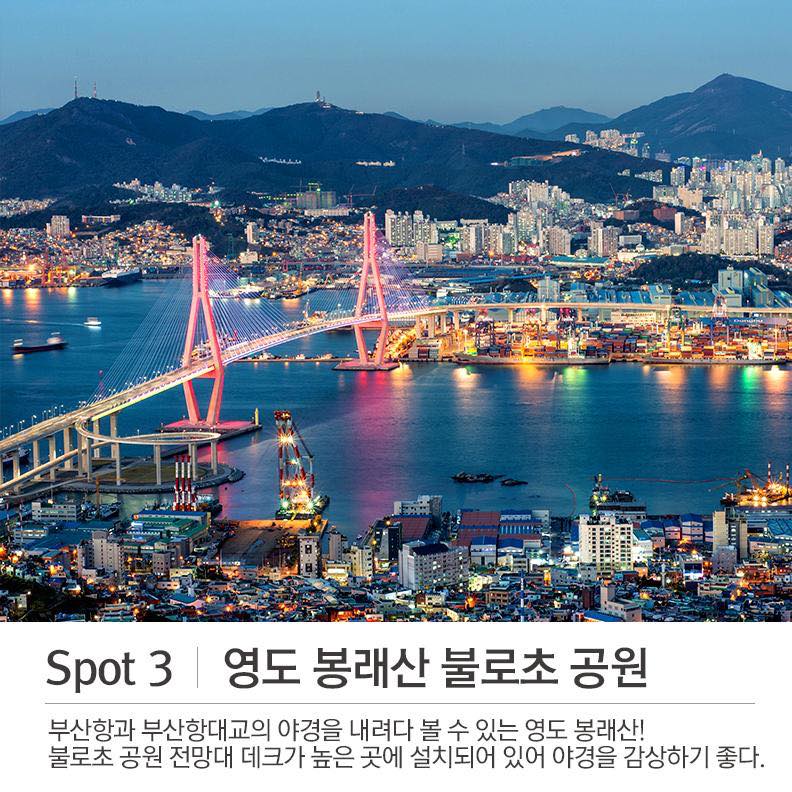 Spot 3 | 영도 봉래산 불로초 공원
부산항과 부산항대교의 야경을 내려다 볼 수 있는 영도 봉래산!
불로초 공원 전망대 데크가 높은 곳에 설치되어 있어 야경을 감상하기 좋다.